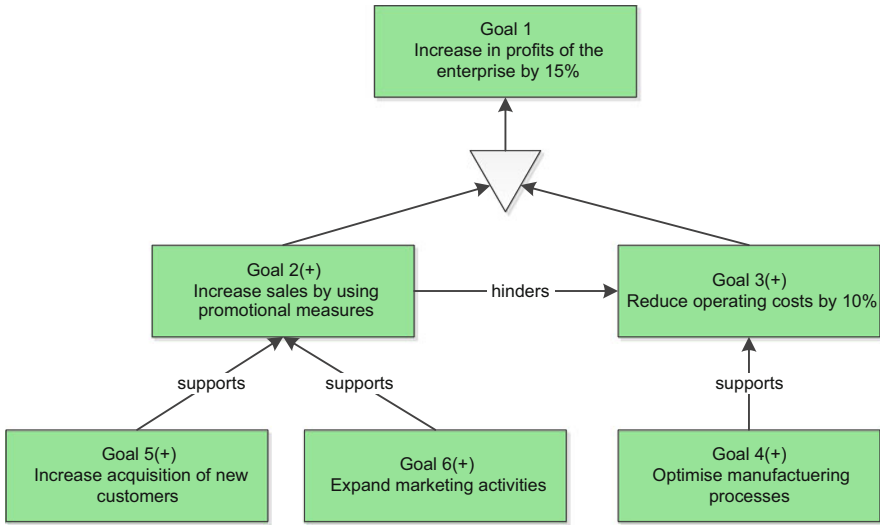 Goal 1
Increase in profits of the
enterprise by 15%
Goal 2(+)
Increase sales by using
promotional measures
hinders
Goal 3(+)
Reduce operating costs by 10%
supports
supports
supports
Goal 5(+)
Increase acquisition of new
customers
Goal 6(+)
Expand marketing activities
Goal 4(+)
Optimise manufactuering
processes